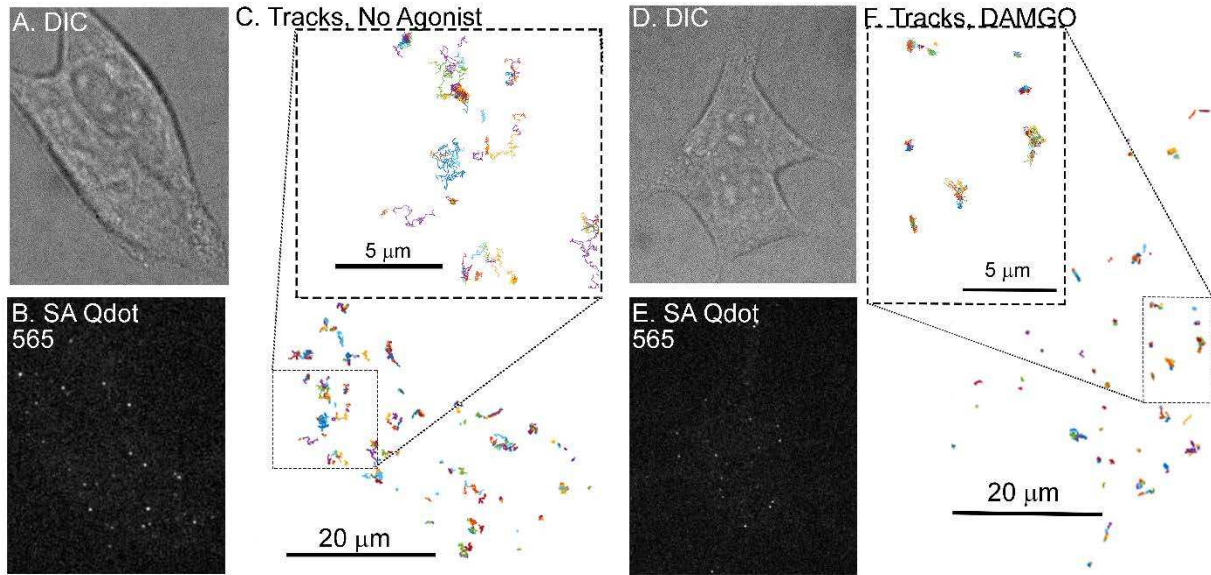 A. DIC
C. Tracks, No Agonist
5 μm
B. SA Qdot
565
20 μm
D. DIC
F. Tracks, DAMGO
5 μm
E. SA Qdot
565
20 μm